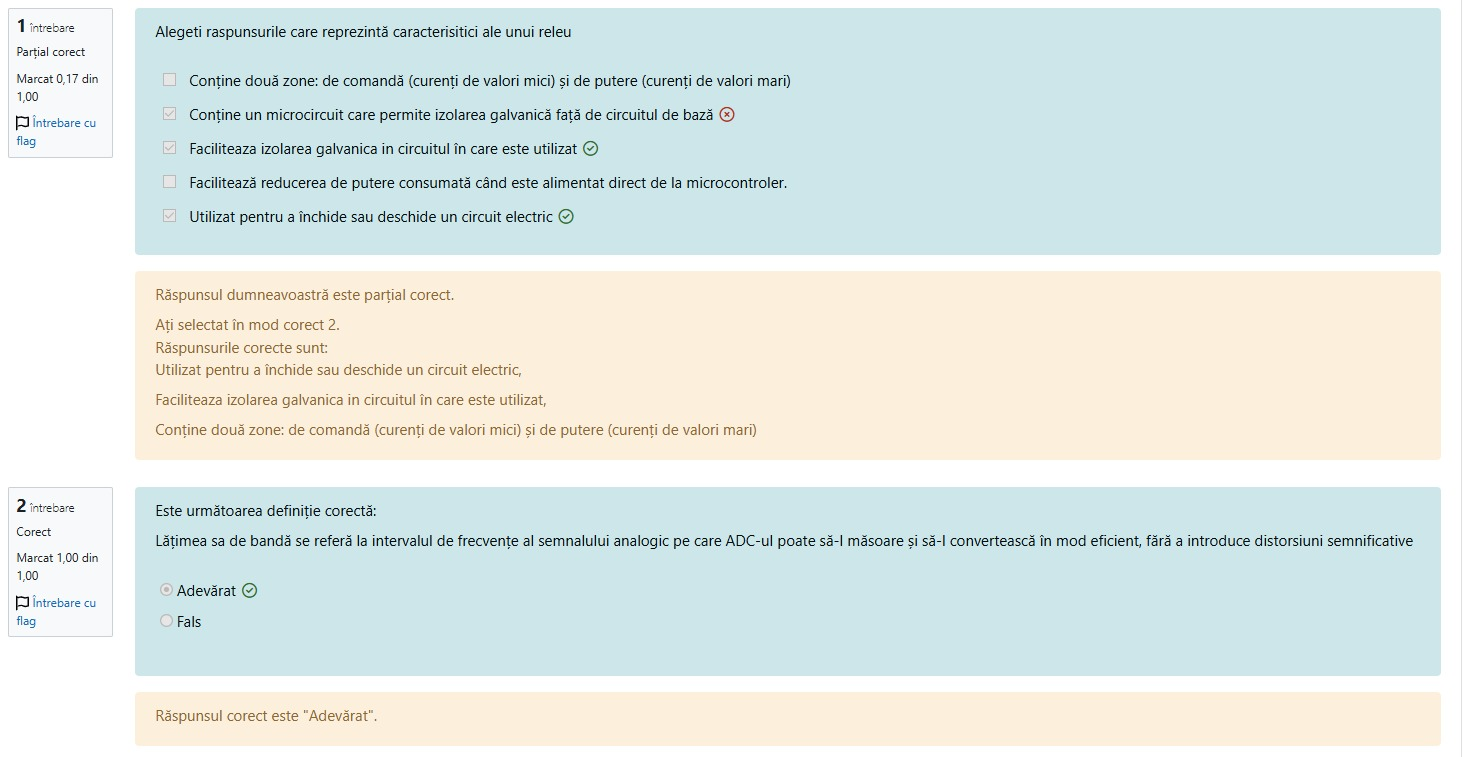 1 întrebare
Parțial corect
Marcat 0,17 din
1,00
Întrebare cu
flag
Alegeti raspunsurile care reprezintă caracterisitici ale unui releu
Conține două zone: de comandă (curenți de valori mici) și de putere (curenți de valori mari)
Conține un microcircuit care permite izolarea galvanică față de circuitul de bază
Faciliteaza izolarea galvanica in circuitul în care este utilizat
Facilitează reducerea de putere consumată când este alimentat direct de la microcontroler.
Utilizat pentru a închide sau deschide un circuit electric
Răspunsul dumneavoastră este parțial corect.
Ați selectat în mod corect 2.
Răspunsurile corecte sunt:
Utilizat pentru a închide sau deschide un circuit electric,
Faciliteaza izolarea galvanica in circuitul în care este utilizat,
Conține două zone: de comandă (curenți de valori mici) și de putere (curenți de valori mari)
2 întrebare
Corect
Marcat 1,00 din
1,00
Întrebare cu
flag
Este următoarea definiție corectă:
Lățimea sa de bandă se referă la intervalul de frecvențe al semnalului analogic pe care ADC-ul poate să-l măsoare și să-l convertească în mod eficient, fără a introduce distorsiuni semnificative
Adevărat
Fals
Răspunsul corect este "Adevărat".